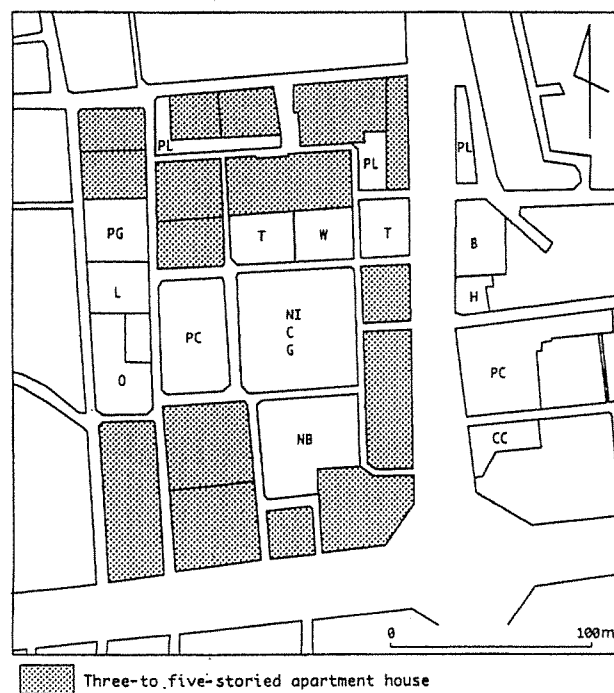 PL
PL
PL
PG
T
W
T
B
L
H
PC
NI
C
G
PC
O
NB
CC
0
100m
Three-to five-storied apartment house